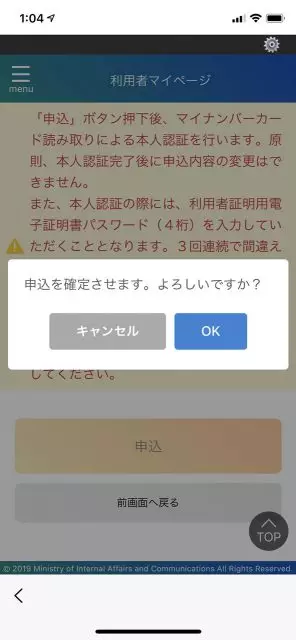 1:04
menu
利用者マイページ
「申込」ボタン押下後、マイナンバーカー
ド読み取りによる本人認証を行います。原
則、本人認証完了後に申込内容の変更はで
きません。
また、本人認証の際には、利用者証明用電
子証明書パスワード（４桁）を入力してい
ただくこととなります。３回連続で間違え
申込を確定させます。よろしいですか？
キャンセル
OK
してください。
申込
前画面へ戻る
TOP
© 2019 Ministry of Internal Affairs and Communications All Rights Reserved.